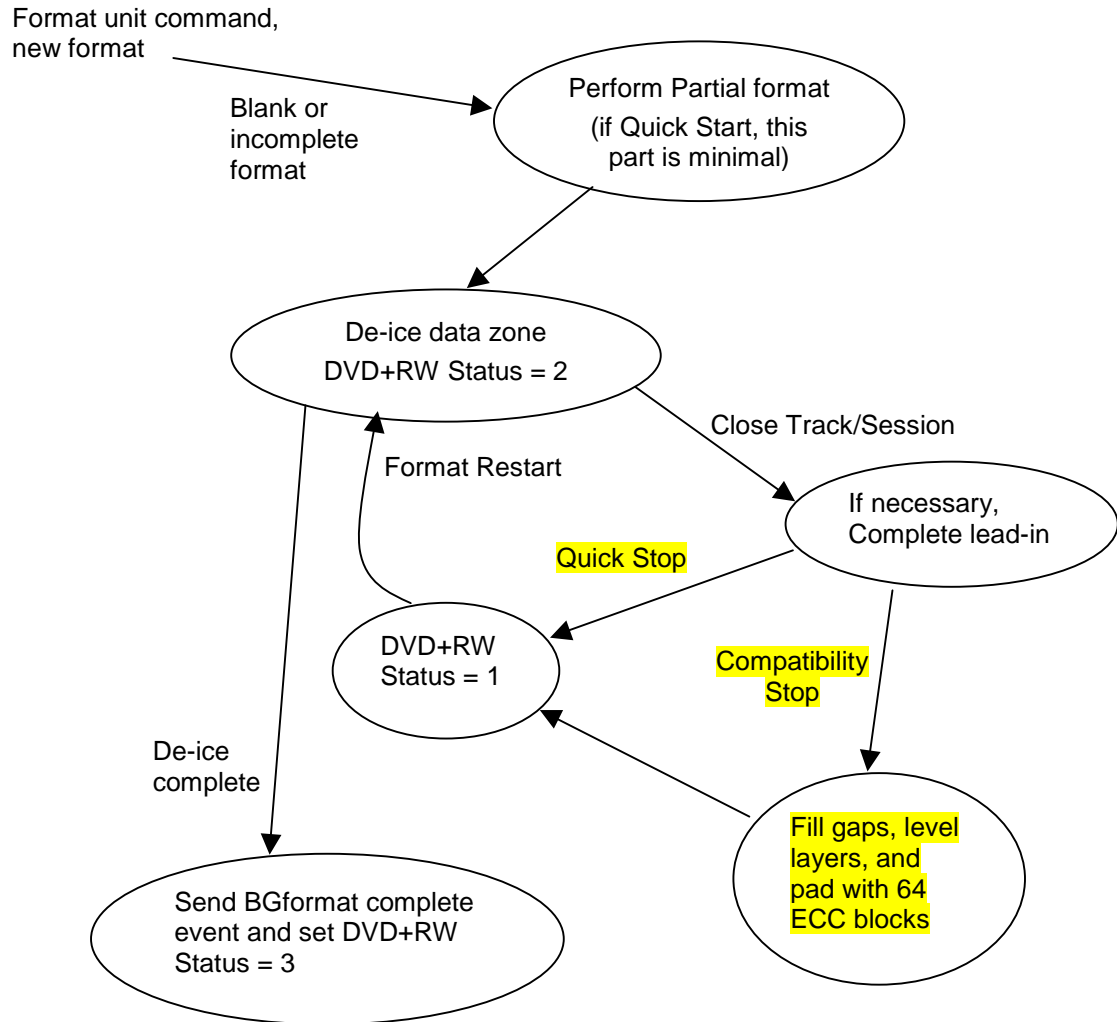 Format unit command,
new format
Blank or
incomplete
format
Perform Partial format
(if Quick Start, this
part is minimal)
De-ice data zone
DVD+RW Status = 2
Close Track/Session
Format Restart
If necessary,
Complete lead-in
Quick Stop
DVD+RW
Status = 1
Compatibility
Stop
De-ice
complete
Fill gaps, level
layers, and
pad with 64
ECC blocks
Send BGformat complete
event and set DVD+RW
Status = 3